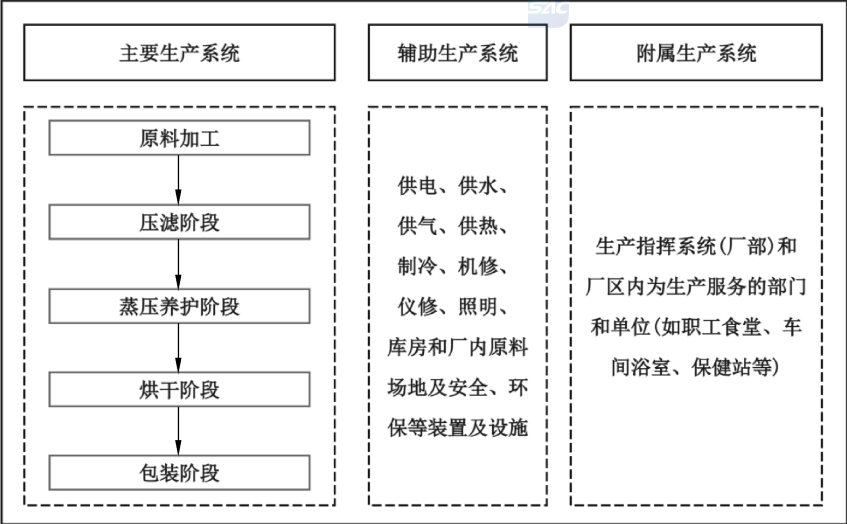 SAC
主要生产系统
辅助生产系统
附属生产系统
原料加工
压滤阶段
蒸压养护阶段
烘干阶段
包装阶段
供电、供水、
供气、供热、
制冷、机修、
仪修、照明、
库房和厂内原料
场地及安全、环
保等装置及设施
生产指挥系统(厂部)和
厂区内为生产服务的部门
和单位(如职工食堂、车
间浴室、保健站等)